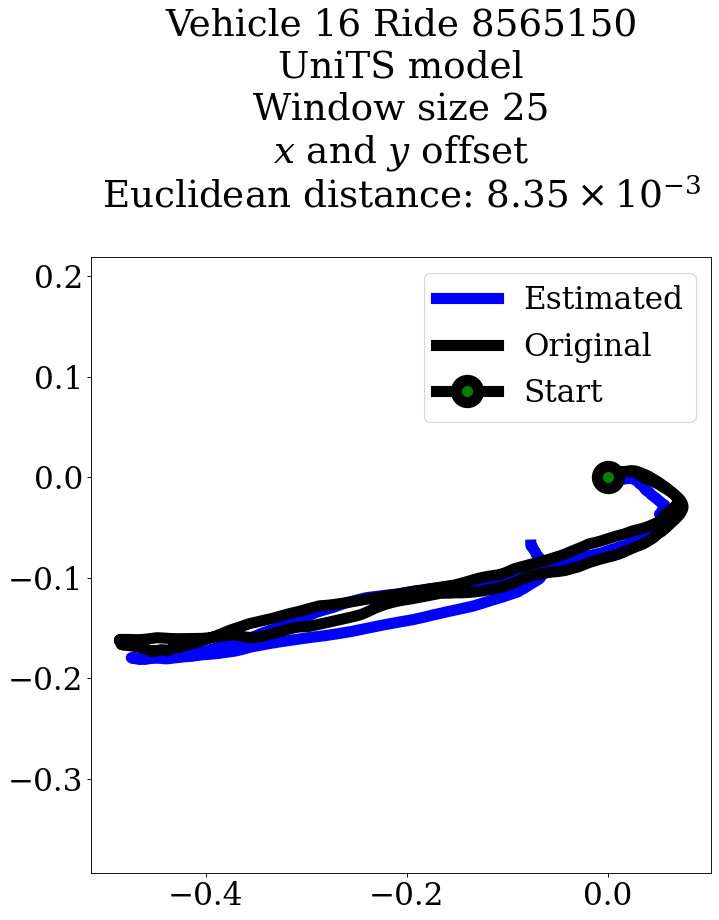 Vehicle 16 Ride 8565150
UniTS model
Window size 25
x and y offset
Euclidean distance: 8.35 × 10⁻³
Estimated
Original
Start
0.2
0.1
0.0
−0.1
−0.2
−0.3
−0.4 −0.2 0.0